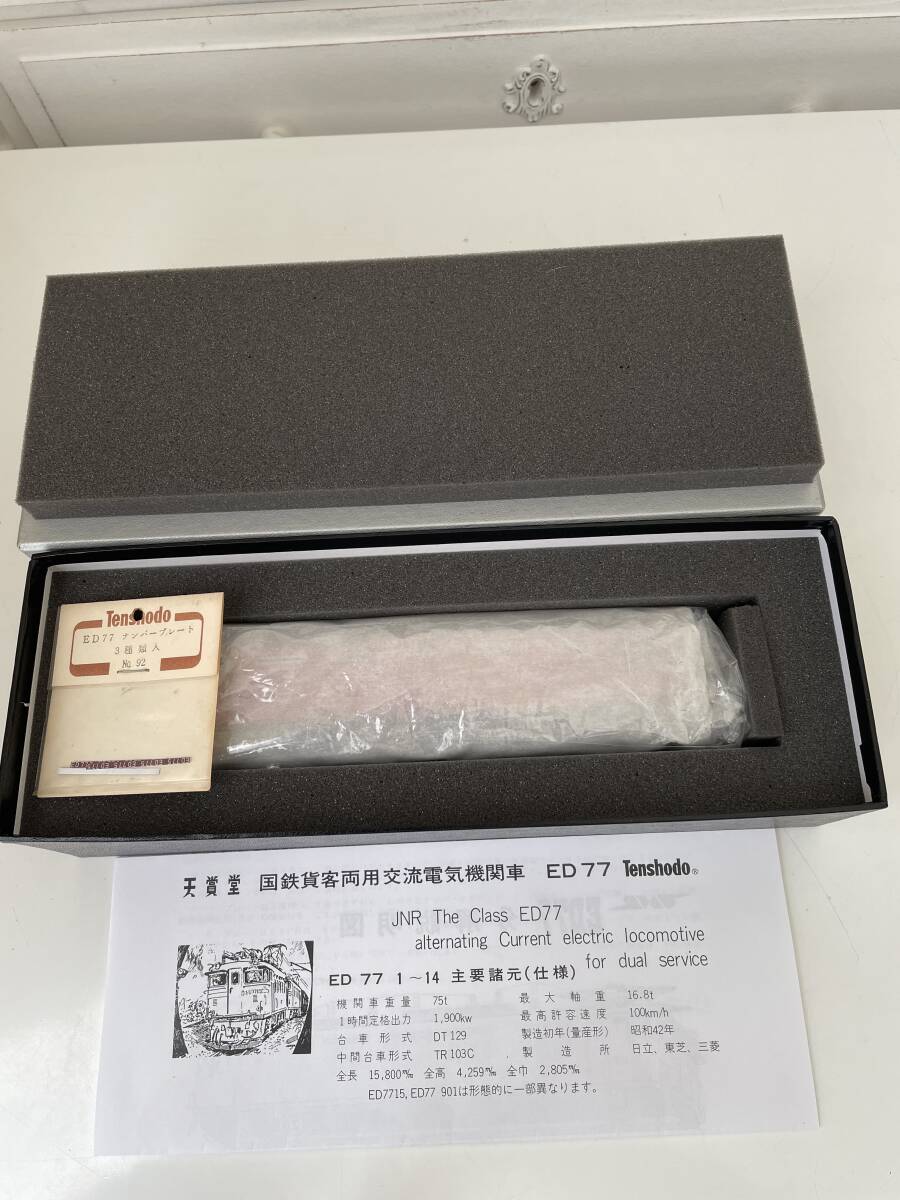 Tenshodo
ED77 ナンバープレート
3種類入
No. 92
天賞堂 国鉄貨客両用交流電気機関車 ED77 Tenshodo®
JNR The Class ED77
alternating Current electric locomotive
for dual service
ED 77 1~14 主要諸元(仕様)
機関車重量 75t 最大軸重 16.8t
1時間定格出力 1,900kw 最高許容速度 100km/h
台車形式 DT129 製造初年(量産形) 昭和42年
中間台車形式 TR103C 製造所 日立、東芝、三菱
全長 15,800㎜ 全高 4,259㎜ 全巾 2,805㎜
ED7715, ED77 901は形態的に一部異なります。